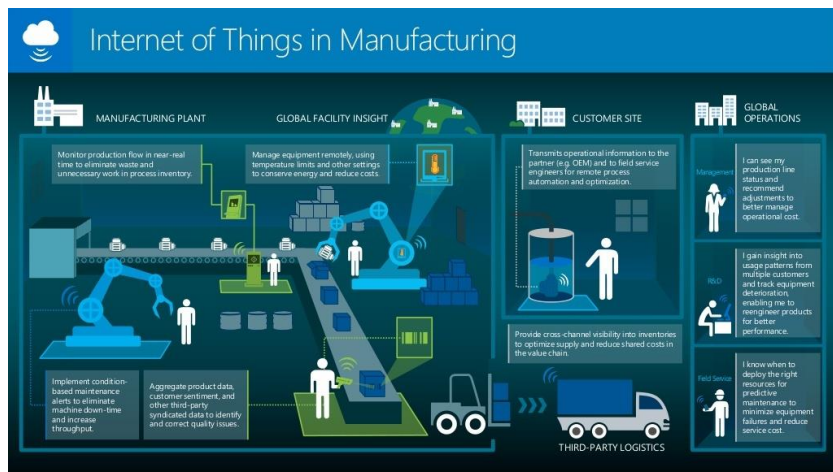 Internet of Things in Manufacturing
MANUFACTURING PLANT
GLOBAL FACILITY INSIGHT
CUSTOMER SITE
GLOBAL
OPERATIONS
Monitor production flow in near-real
time to eliminate waste and
unnecessary work in process inventory.
Manage equipment remotely, using
temperature limits and other settings
to conserve energy and reduce costs.
Transmits operational information to the
partner (e.g. OEM) and to field service
engineers for remote process
automation and optimization.
Management
I can see my
production line
status and
recommend
adjustments to
better manage
operational cost.
R&D
I gain insight into
usage patterns from
multiple customers
and track equipment
deterioration,
enabling me to
reengineer products
for better
performance.
Provide cross-channel visibility into inventories
to optimize supply and reduce shared costs in
the value chain.
Implement condition-
based maintenance
alerts to eliminate
machine down-time
and increase
throughput.
Aggregate product data,
customer sentiment, and
other third-party
syndicated data to identify
and correct quality issues.
Field Service
I know when to
deploy the right
resources for
predictive
maintenance to
minimize equipment
failures and reduce
service cost.
THIRD-PARTY LOGISTICS